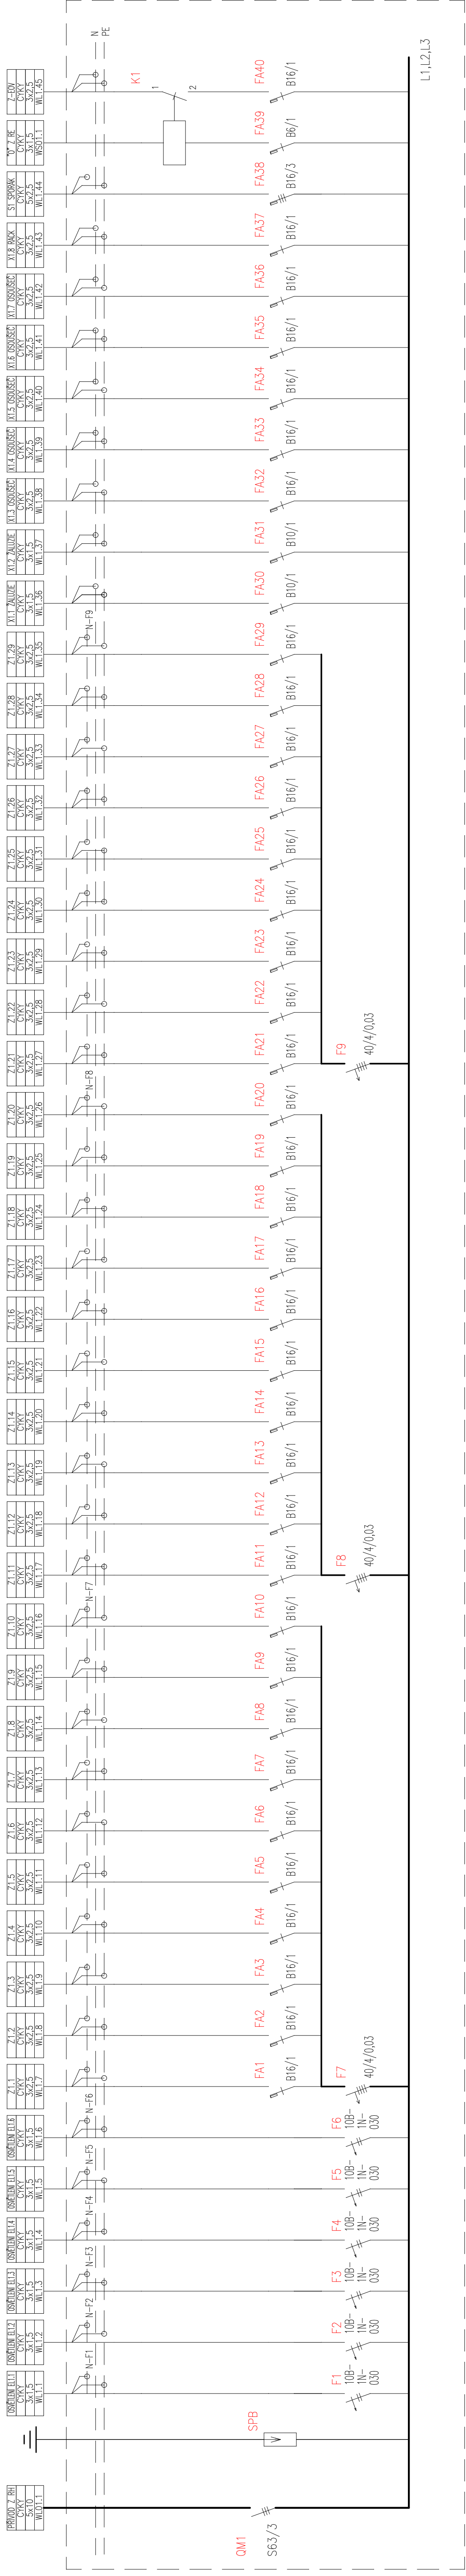 PŘÍVOD Z RH
CYKY
5x10
WL01.1
OSVĚTLENÍ EL1.1
CYKY
3x1,5
WL1.1
OSVĚTLENÍ EL1.2
CYKY
3x1,5
WL1.2
OSVĚTLENÍ EL1.3
CYKY
3x1,5
WL1.3
OSVĚTLENÍ EL1.4
CYKY
3x1,5
WL1.4
OSVĚTLENÍ EL1.5
CYKY
3x1,5
WL1.5
OSVĚTLENÍ EL1.6
CYKY
3x1,5
WL1.6
Z1.1
CYKY
3x2,5
WL1.7
Z1.2
CYKY
3x2,5
WL1.8
Z1.3
CYKY
3x2,5
WL1.9
Z1.4
CYKY
3x2,5
WL1.10
Z1.5
CYKY
3x2,5
WL1.11
Z1.6
CYKY
3x2,5
WL1.12
Z1.7
CYKY
3x2,5
WL1.13
Z1.8
CYKY
3x2,5
WL1.14
Z1.9
CYKY
3x2,5
WL1.15
Z1.10
CYKY
3x2,5
WL1.16
Z1.11
CYKY
3x2,5
WL1.17
Z1.12
CYKY
3x2,5
WL1.18
Z1.13
CYKY
3x2,5
WL1.19
Z1.14
CYKY
3x2,5
WL1.20
Z1.15
CYKY
3x2,5
WL1.21
Z1.16
CYKY
3x2,5
WL1.22
Z1.17
CYKY
3x2,5
WL1.23
Z1.18
CYKY
3x2,5
WL1.24
Z1.19
CYKY
3x2,5
WL1.25
Z1.20
CYKY
3x2,5
WL1.26
Z1.21
CYKY
3x2,5
WL1.27
Z1.22
CYKY
3x2,5
WL1.28
Z1.23
CYKY
3x2,5
WL1.29
Z1.24
CYKY
3x2,5
WL1.30
Z1.25
CYKY
3x2,5
WL1.31
Z1.26
CYKY
3x2,5
WL1.32
Z1.27
CYKY
3x2,5
WL1.33
Z1.28
CYKY
3x2,5
WL1.34
Z1.29
CYKY
3x2,5
WL1.35
X1.1 ŽALUZIE
CYKY
3x1,5
WL1.36
X1.2 ŽALUZIE
CYKY
3x1,5
WL1.37
X1.3 OSOUŠEČ
CYKY
3x2,5
WL1.38
X1.4 OSOUŠEČ
CYKY
3x2,5
WL1.39
X1.5 OSOUŠEČ
CYKY
3x2,5
WL1.40
X1.6 OSOUŠEČ
CYKY
3x2,5
WL1.41
X1.7 OSOUŠEČ
CYKY
3x2,5
WL1.42
X1.8 RACK
CYKY
3x2,5
WL1.43
S1 SPORÁK
CYKY
5x2,5
WL1.44
"0" Z RE
CYKY
3x1,5
WS01.1
Z-EOV
CYKY
3x2,5
WL1.45
N-F1
N-F2
N-F3
N-F4
N-F5
N-F6
N-F7
N-F8
N-F9
N
PE
K1
1
2
QM1
S63/3
SPB
FA1
B16/1
FA2
B16/1
FA3
B16/1
FA4
B16/1
FA5
B16/1
FA6
B16/1
FA7
B16/1
FA8
B16/1
FA9
B16/1
FA10
B16/1
FA11
B16/1
FA12
B16/1
FA13
B16/1
FA14
B16/1
FA15
B16/1
FA16
B16/1
FA17
B16/1
FA18
B16/1
FA19
B16/1
FA20
B16/1
FA21
B16/1
FA22
B16/1
FA23
B16/1
FA24
B16/1
FA25
B16/1
FA26
B16/1
FA27
B16/1
FA28
B16/1
FA29
B16/1
FA30
B10/1
FA31
B10/1
FA32
B16/1
FA33
B16/1
FA34
B16/1
FA35
B16/1
FA36
B16/1
FA37
B16/1
FA38
B16/3
FA39
B6/1
FA40
B16/1
F1
10B-
1N-
030
F2
10B-
1N-
030
F3
10B-
1N-
030
F4
10B-
1N-
030
F5
10B-
1N-
030
F6
10B-
1N-
030
F7
40/4/0,03
F8
40/4/0,03
F9
40/4/0,03
L1,L2,L3